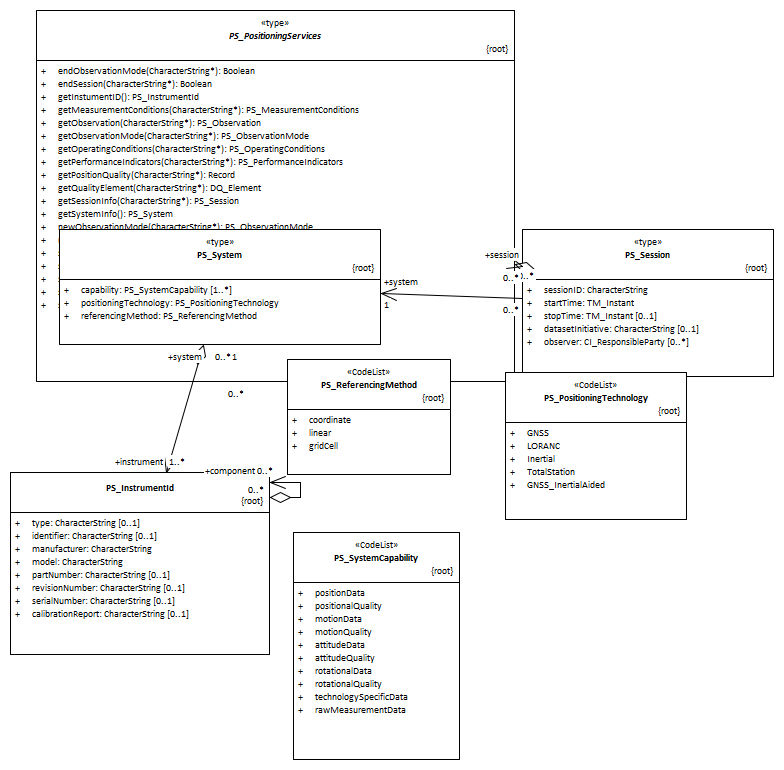 «type»
PS_PositioningServices
{root}
+ endObservationMode(CharacterString*): Boolean
+ endSession(CharacterString*): Boolean
+ getInstumentID(): PS_InstrumentId
+ getMeasurementConditions(CharacterString*): PS_MeasurementConditions
+ getObservation(CharacterString*): PS_Observation
+ getObservationMode(CharacterString*): PS_ObservationMode
+ getOperatingConditions(CharacterString*): PS_OperatingConditions
+ getPerformanceIndicators(CharacterString*): PS_PerformanceIndicators
+ getPositionQuality(CharacterString*): Record
+ getQualityElement(CharacterString*): DQ_Element
+ getSessionInfo(CharacterString*): PS_Session
+ getSystemInfo(): PS_System
+ newObservationMode(CharacterString*): PS_ObservationMode
+
+
+
+
+
+
«type»
PS_System
{root}
+ capability: PS_SystemCapability [1..*]
+ positioningTechnology: PS_PositioningTechnology
+ referencingMethod: PS_ReferencingMethod
+session
0..*
0..*
+system
1
0..*
«type»
PS_Session
{root}
+ sessionID: CharacterString
+ startTime: TM_Instant
+ stopTime: TM_Instant [0..1]
+ datasetInitiative: CharacterString [0..1]
+ observer: CI_ResponsibleParty [0..*]
+system
0..*
1
0..*
«CodeList»
PS_ReferencingMethod
{root}
+ coordinate
+ linear
+ gridCell
«CodeList»
PS_PositioningTechnology
{root}
+ GNSS
+ LORANC
+ Inertial
+ TotalStation
+ GNSS_InertialAided
+instrument
1..*
+component
0..*
0..*
PS_InstrumentId
{root}
+ type: CharacterString [0..1]
+ identifier: CharacterString [0..1]
+ manufacturer: CharacterString
+ model: CharacterString
+ partNumber: CharacterString [0..1]
+ revisionNumber: CharacterString [0..1]
+ serialNumber: CharacterString [0..1]
+ calibrationReport: CharacterString [0..1]
«CodeList»
PS_SystemCapability
{root}
+ positionData
+ positionalQuality
+ motionData
+ motionQuality
+ attitudeData
+ attitudeQuality
+ rotationalData
+ rotationalQuality
+ technologySpecificData
+ rawMeasurementData